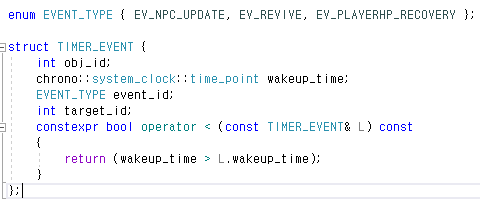 enum EVENT_TYPE { EV_NPC_UPDATE, EV_REVIVE, EV_PLAYERHP_RECOVERY };
struct TIMER_EVENT {
int obj_id;
chrono::system_clock::time_point wakeup_time;
EVENT_TYPE event_id;
int target_id;
constexpr bool operator < (const TIMER_EVENT& L) const
{
return (wakeup_time > L.wakeup_time);
}
};